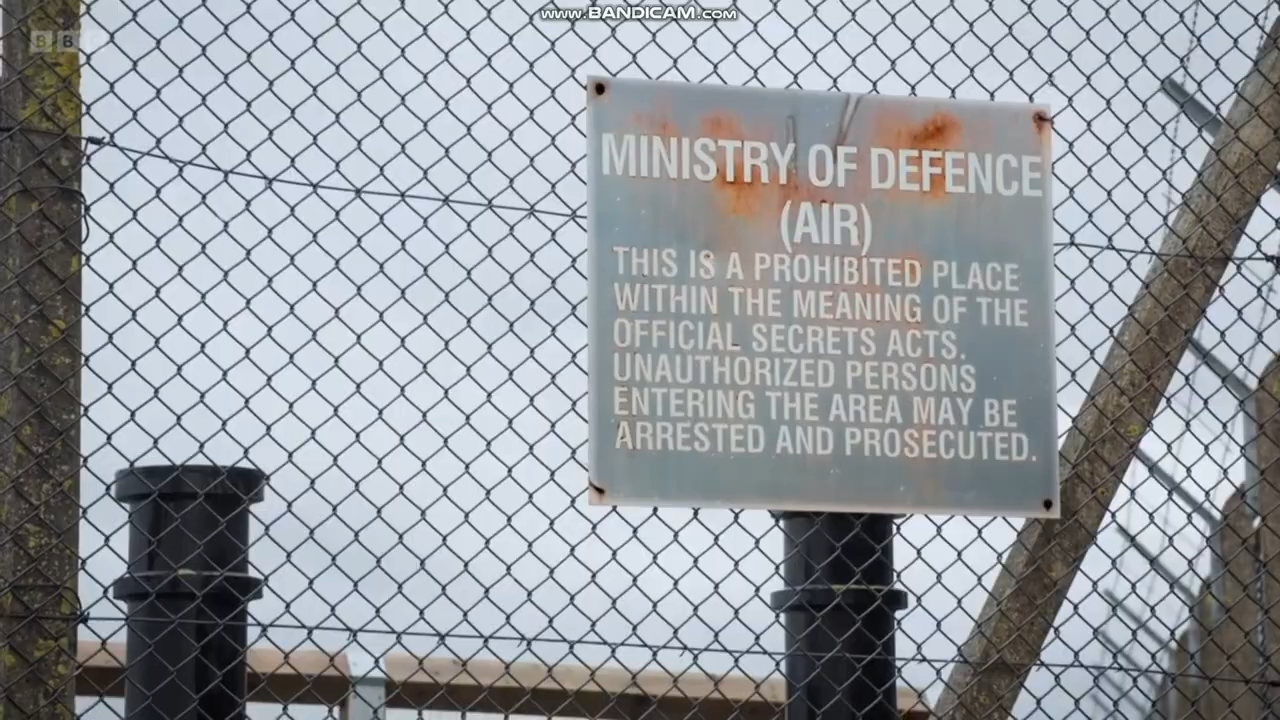 www.BANDICAM.com
BBC
MINISTRY OF DEFENCE
(AIR)
THIS IS A PROHIBITED PLACE
WITHIN THE MEANING OF THE
OFFICIAL SECRETS ACTS.
UNAUTHORIZED PERSONS
ENTERING THE AREA MAY BE
ARRESTED AND PROSECUTED.